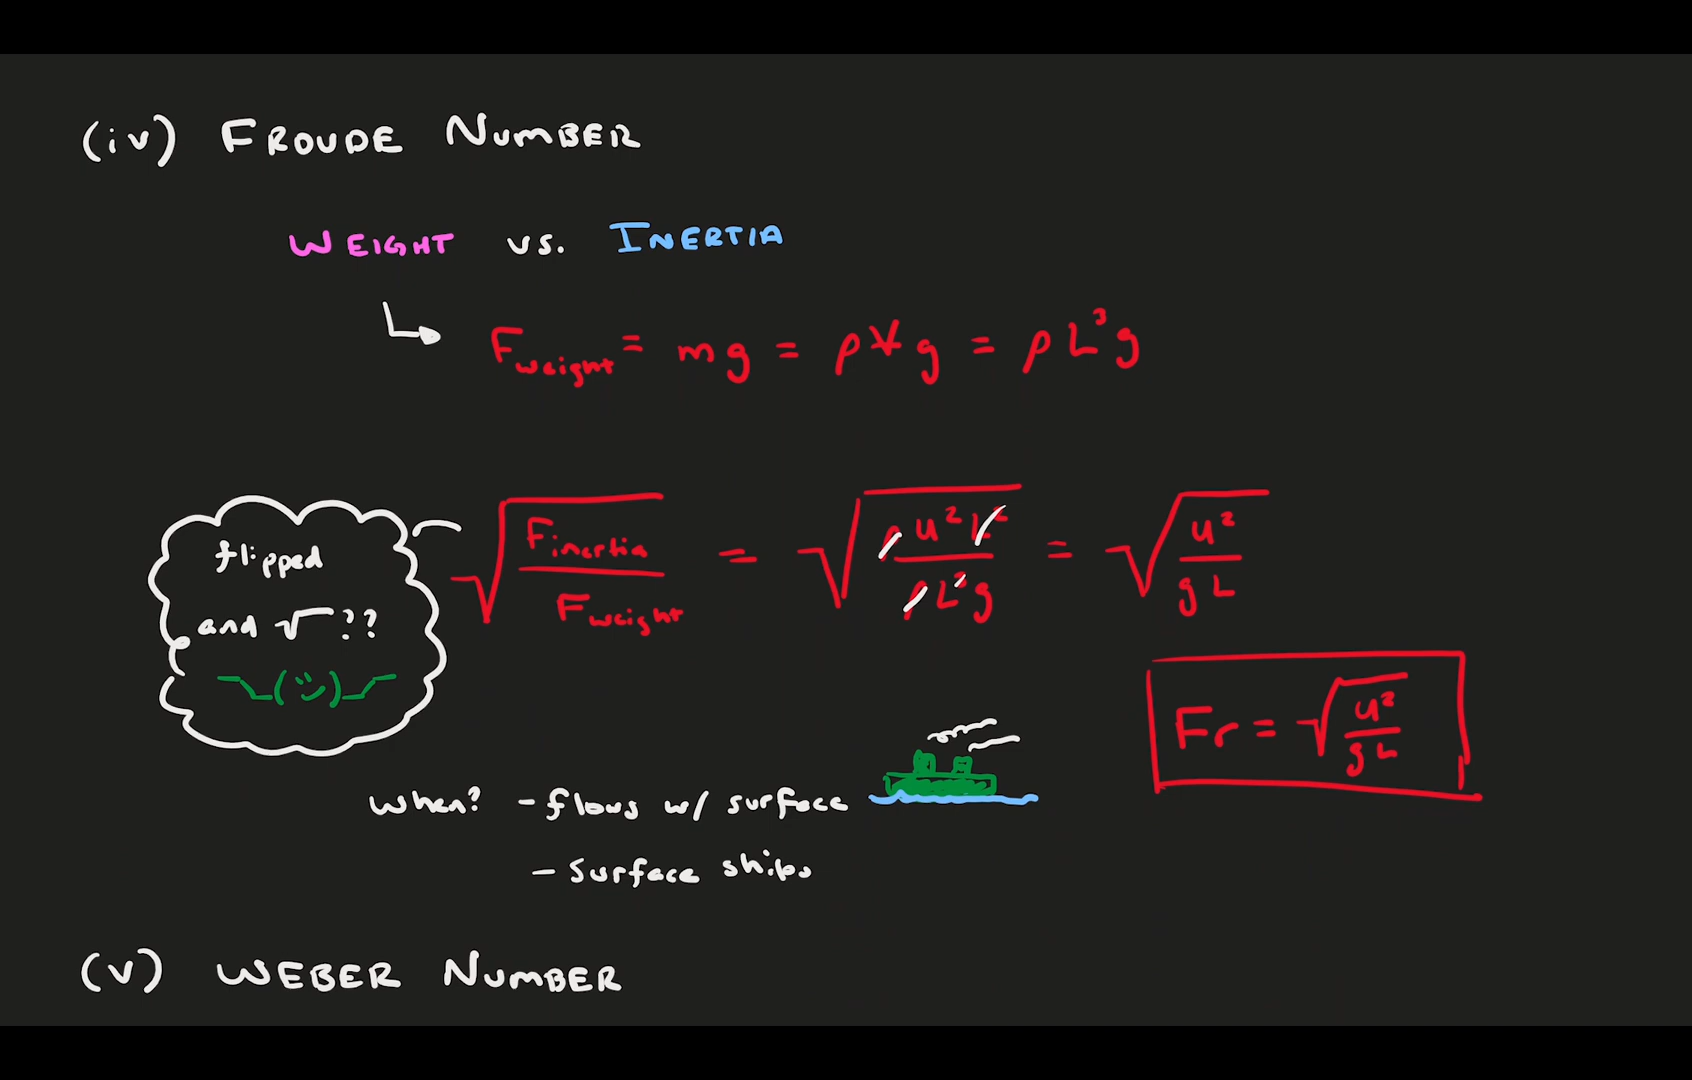 (iv) FROUDE NUMBER
WEIGHT vs. INERTIA
F_weight = mg = ρVg = ρL³g
flipped
and √ ??
¯\_(ツ)_/¯
√(F_inertia / F_weight) = √(ρu²L² / ρL³g) = √(u² / gL)
Fr = √(u² / gL)
When? - flows w/ surface
- Surface ships
(v) WEBER NUMBER